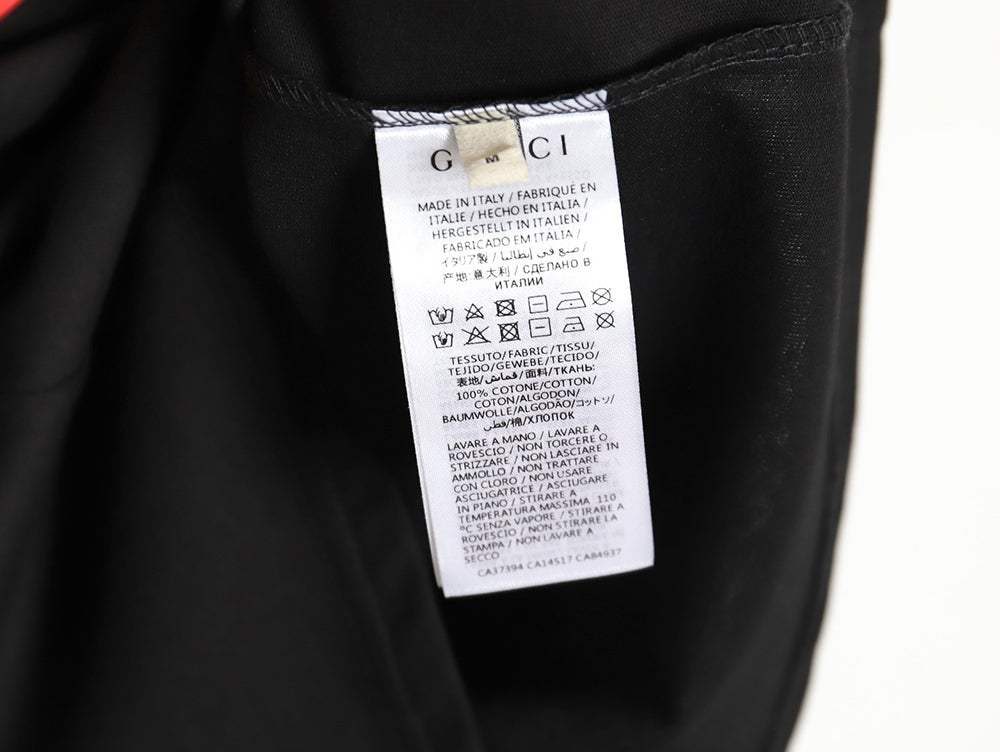 G CI
M
MADE IN ITALY / FABRIQUÉ EN
ITALIE / HECHO EN ITALIA /
HERGESTELLT IN ITALIEN /
FABRICADO EM ITÁLIA /
イタリア製 / صنع في إيطاليا /
产地:意大利 / СДЕЛАНО В
ИТАЛИИ
TESSUTO/FABRIC/TISSU/
TEJIDO/GEWEBE/TECIDO/
表地/قماش/面料/ТКАНЬ:
100% COTONE/COTTON/
COTON/ALGODON/
BAUMWOLLE/ALGODÃO/コットン/
قطن/棉/ХЛОПОК
LAVARE A MANO / LAVARE A
ROVESCIO / NON TORCERE O
STRIZZARE / NON LASCIARE IN
AMMOLLO / NON TRATTARE
CON CLORO / NON USARE
ASCIUGATRICE / ASCIUGARE
IN PIANO / STIRARE A
TEMPERATURA MASSIMA 110
°C SENZA VAPORE / STIRARE A
ROVESCIO / NON STIRARE LA
STAMPA / NON LAVARE A
SECCO
CA37394 CA14517 CA84937